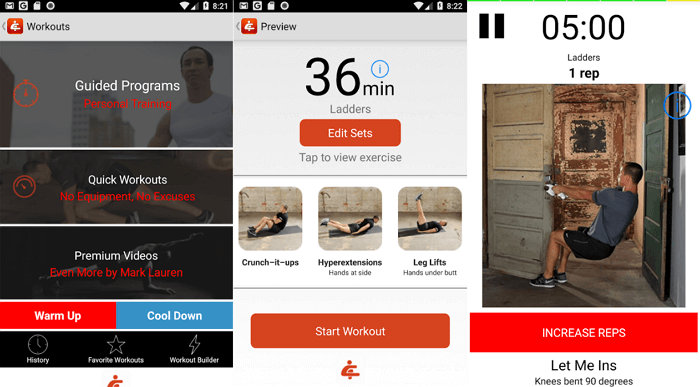 8:21
Workouts
Guided Programs
Personal Training
Quick Workouts
No Equipment, No Excuses
Premium Videos
Even More by Mark Lauren
Warm Up
Cool Down
History
Favorite Workouts
Workout Builder
8:22
Preview
36 min
i
Ladders
Edit Sets
Tap to view exercise
Crunch-it-ups
Hyperextensions
Hands at side
Leg Lifts
Hands under butt
Start Workout
05:00
Ladders
1 rep
INCREASE REPS
Let Me Ins
Knees bent 90 degrees